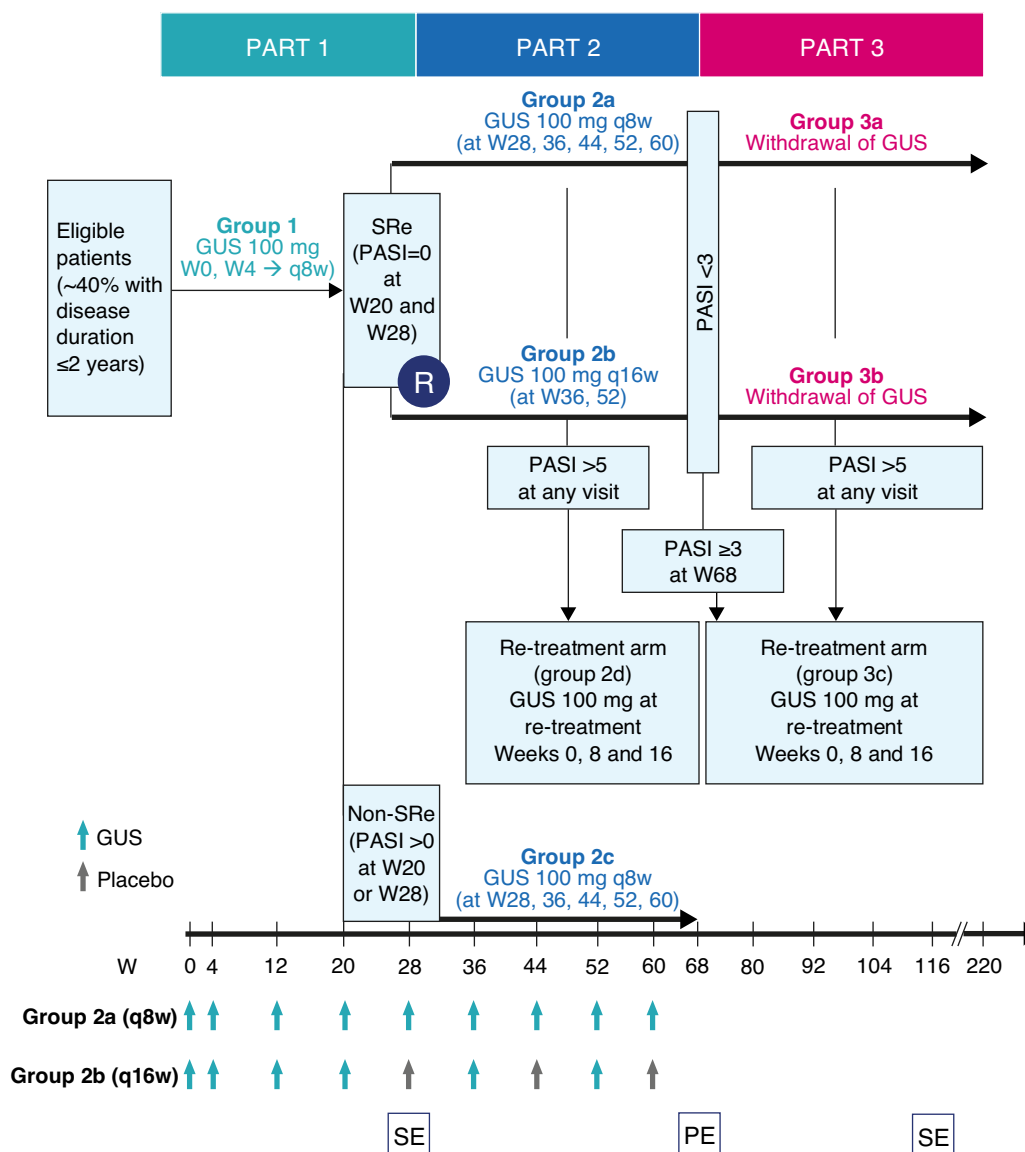 PART 1
PART 2
PART 3
Group 2a
GUS 100 mg q8w
(at W28, 36, 44, 52, 60)
Group 3a
Withdrawal of GUS
Eligible
patients
(~40% with
disease
duration
≤2 years)
Group 1
GUS 100 mg
W0, W4 → q8w)
SRe
(PASI=0
at
W20 and
W28)
R
PASI <3
Group 2b
GUS 100 mg q16w
(at W36, 52)
Group 3b
Withdrawal of GUS
PASI >5
at any visit
PASI >5
at any visit
PASI ≥3
at W68
Re-treatment arm
(group 2d)
GUS 100 mg at
re-treatment
Weeks 0, 8 and 16
Re-treatment arm
(group 3c)
GUS 100 mg at
re-treatment
Weeks 0, 8 and 16
Non-SRe
(PASI >0
at W20
or W28)
GUS
Placebo
Group 2c
GUS 100 mg q8w
(at W28, 36, 44, 52, 60)
W 0 4 12 20 28 36 44 52 60 68 80 92 104 116 220
Group 2a (q8w)
Group 2b (q16w)
SE PE SE